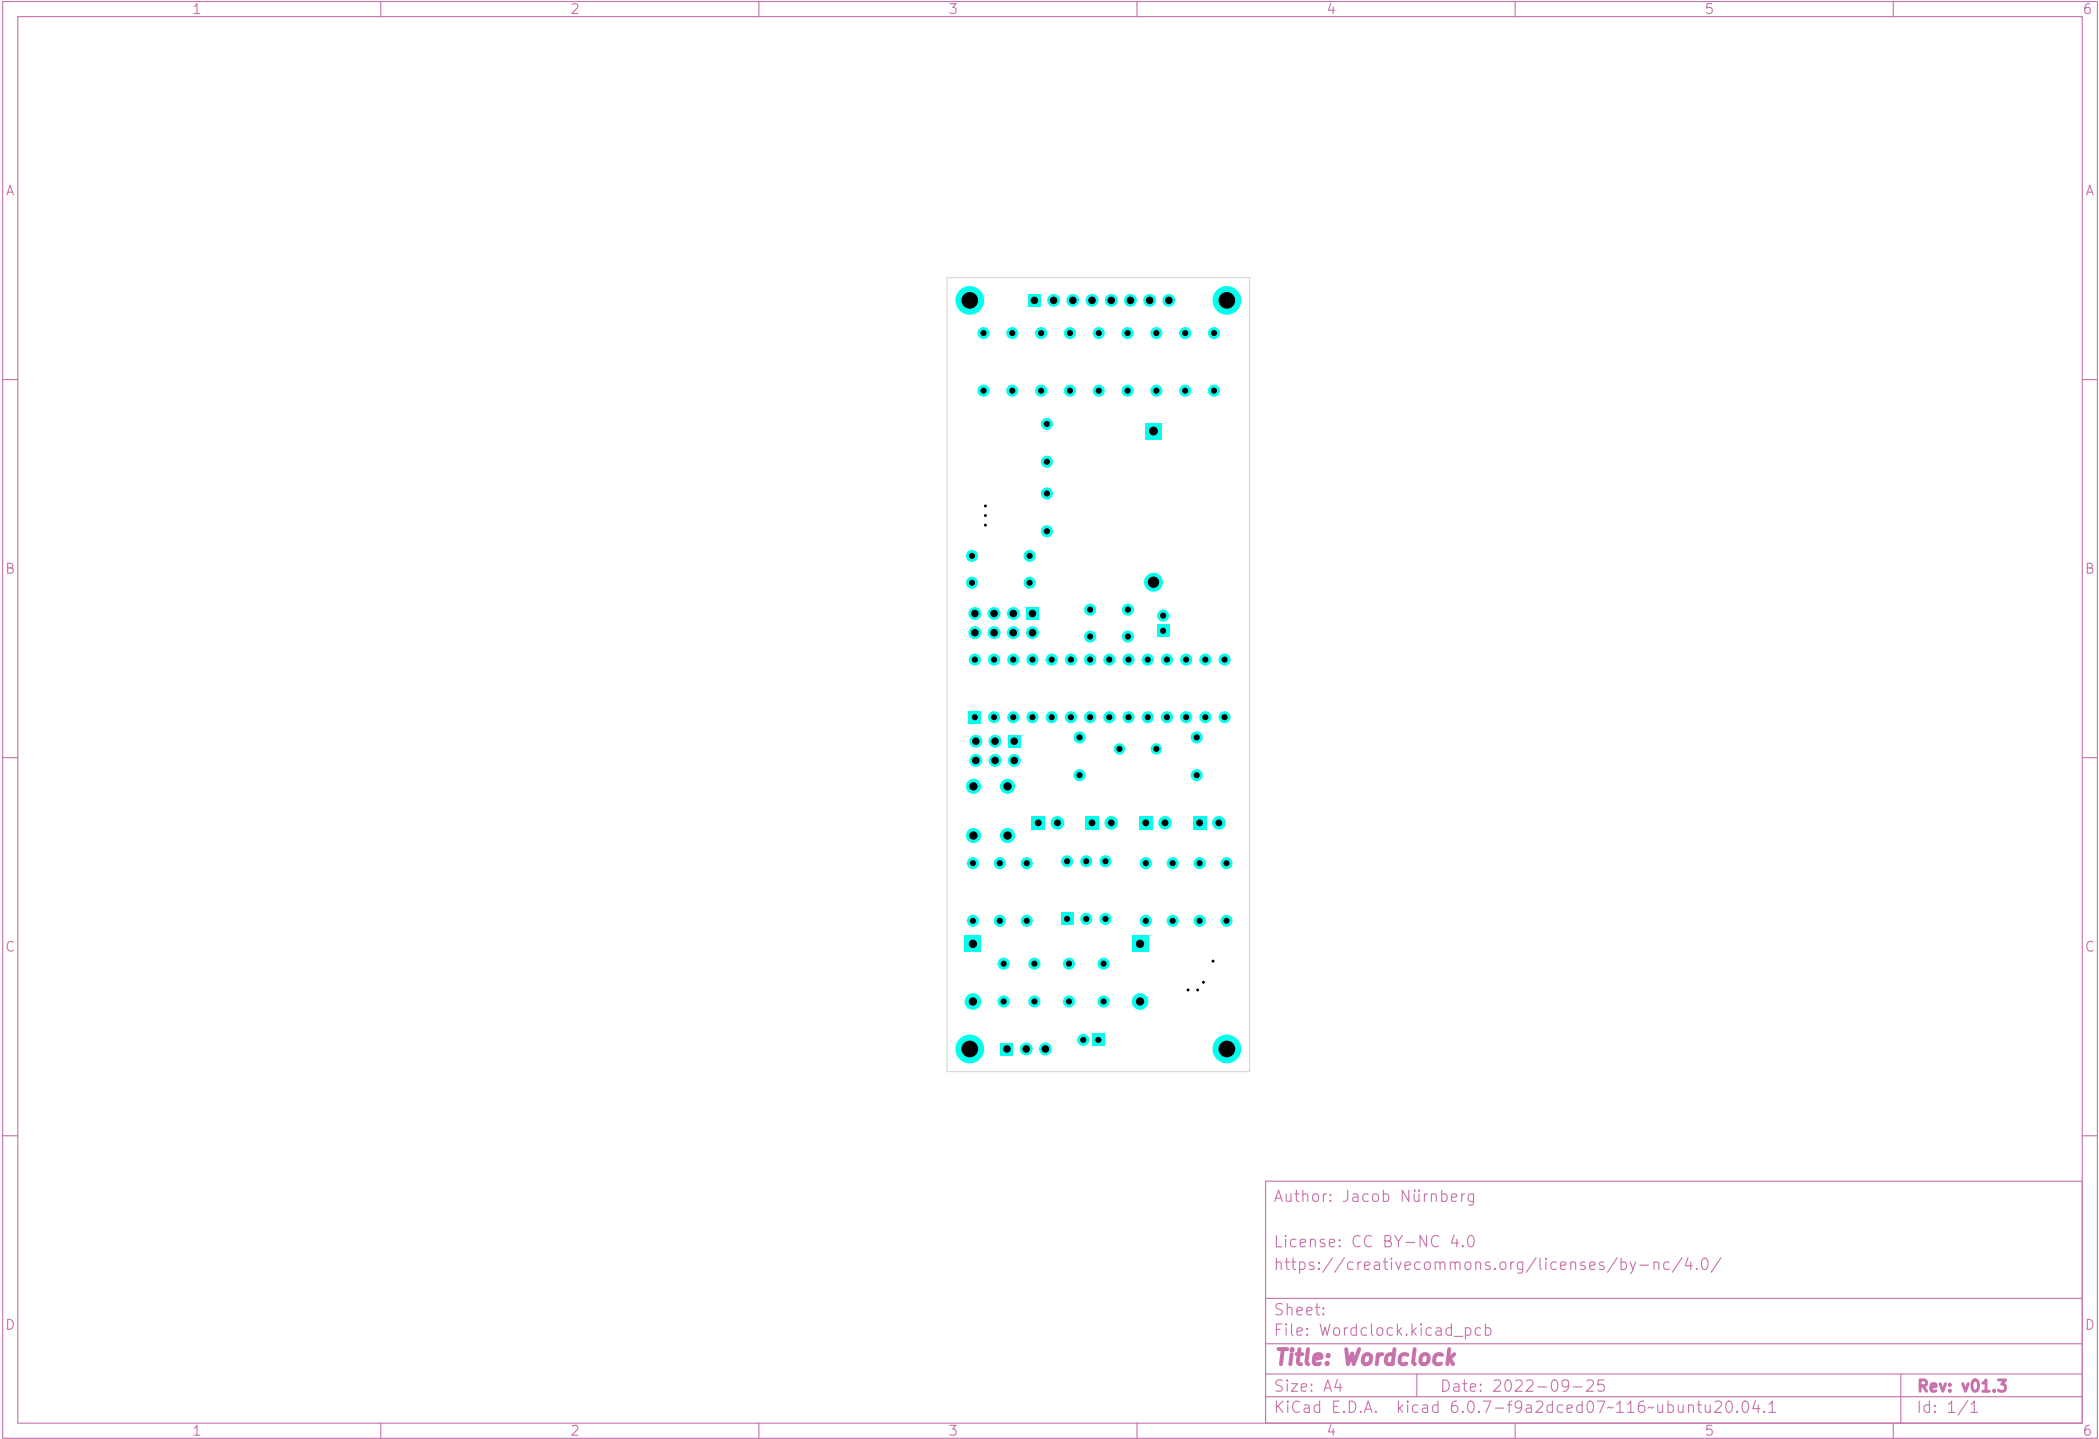 1 2 3 4 5 6
A A
B B
C C
Author: Jacob Nürnberg
License: CC BY-NC 4.0
https://creativecommons.org/licenses/by-nc/4.0/
Sheet:
File: Wordclock.kicad_pcb
D D
Title: Wordclock
Size: A4 Date: 2022-09-25 Rev: v01.3
KiCad E.D.A. kicad 6.0.7-f9a2dced07~116~ubuntu20.04.1 Id: 1/1
1 2 3 4 5 6